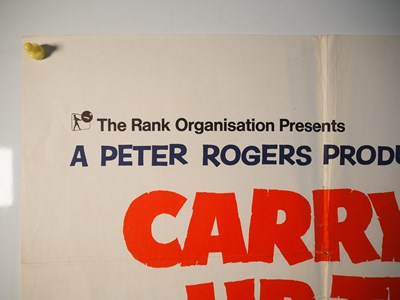 The Rank Organisation Presents
A PETER ROGERS PRODU
CARRY